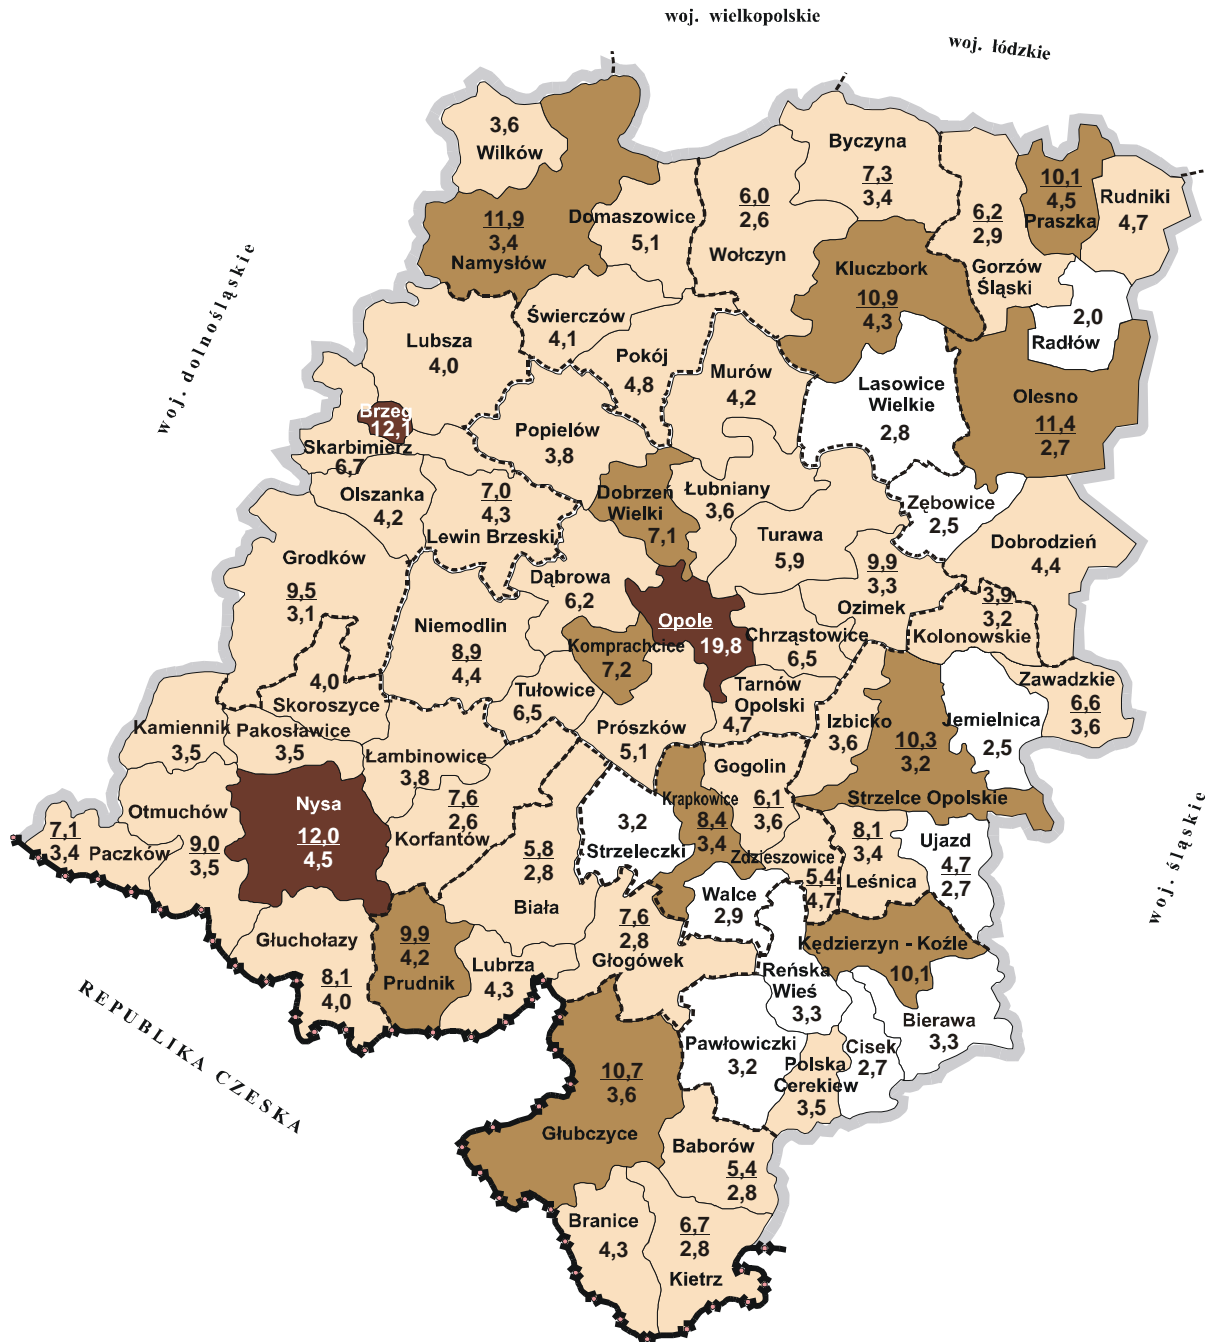 woj. wielkopolskie
woj. łódzkie
woj. dolnośląskie
woj. śląskie
REPUBLIKA CZESKA
3,6
Wilków
11,9
3,4
Namysłów
Domaszowice
5,1
6,0
2,6
Wołczyn
Byczyna
7,3
3,4
6,2
2,9
Gorzów
Śląski
10,1
4,5
Praszka
Rudniki
4,7
Kluczbork
10,9
4,3
2,0
Radłów
Świerczów
4,1
Lubsza
4,0
Pokój
4,8
Murów
4,2
Lasowice
Wielkie
2,8
Olesno
11,4
2,7
Brzeg
12,1
Skarbimierz
6,7
Popielów
3,8
Olszanka
4,2
7,0
4,3
Lewin Brzeski
Dobrzeń
Wielki
7,1
Łubniany
3,6
Zębowice
2,5
Turawa
5,9
Dobrodzień
4,4
Grodków
9,5
3,1
Dąbrowa
6,2
9,9
3,3
Ozimek
3,9
3,2
Kolonowskie
Niemodlin
8,9
4,4
Opole
19,8
Komprachcice
7,2
Chrząstowice
6,5
4,0
Skoroszyce
Tułowice
6,5
Tarnów
Opolski
4,7
Zawadzkie
6,6
3,6
Kamiennik
3,5
Pakosławice
3,5
Prószków
5,1
Izbicko
3,6
10,3
3,2
Strzelce Opolskie
Jemielnica
2,5
Łambinowice
3,8
Gogolin
6,1
3,6
Otmuchów
9,0
3,5
Nysa
12,0
4,5
7,6
2,6
Korfantów
3,2
Strzeleczki
Krapkowice
8,4
3,4
7,1
3,4
Paczków
5,8
2,8
Biała
Zdzieszowice
5,4
4,7
8,1
3,4
Leśnica
Ujazd
4,7
2,7
Walce
2,9
Głuchołazy
8,1
4,0
9,9
4,2
Prudnik
Lubrza
4,3
7,6
2,8
Głogówek
Kędzierzyn - Koźle
10,1
Reńska
Wieś
3,3
Bierawa
3,3
Pawłowiczki
3,2
Cisek
2,7
Polska
Cerekiew
3,5
10,7
3,6
Głubczyce
Baborów
5,4
2,8
Branice
4,3
6,7
2,8
Kietrz